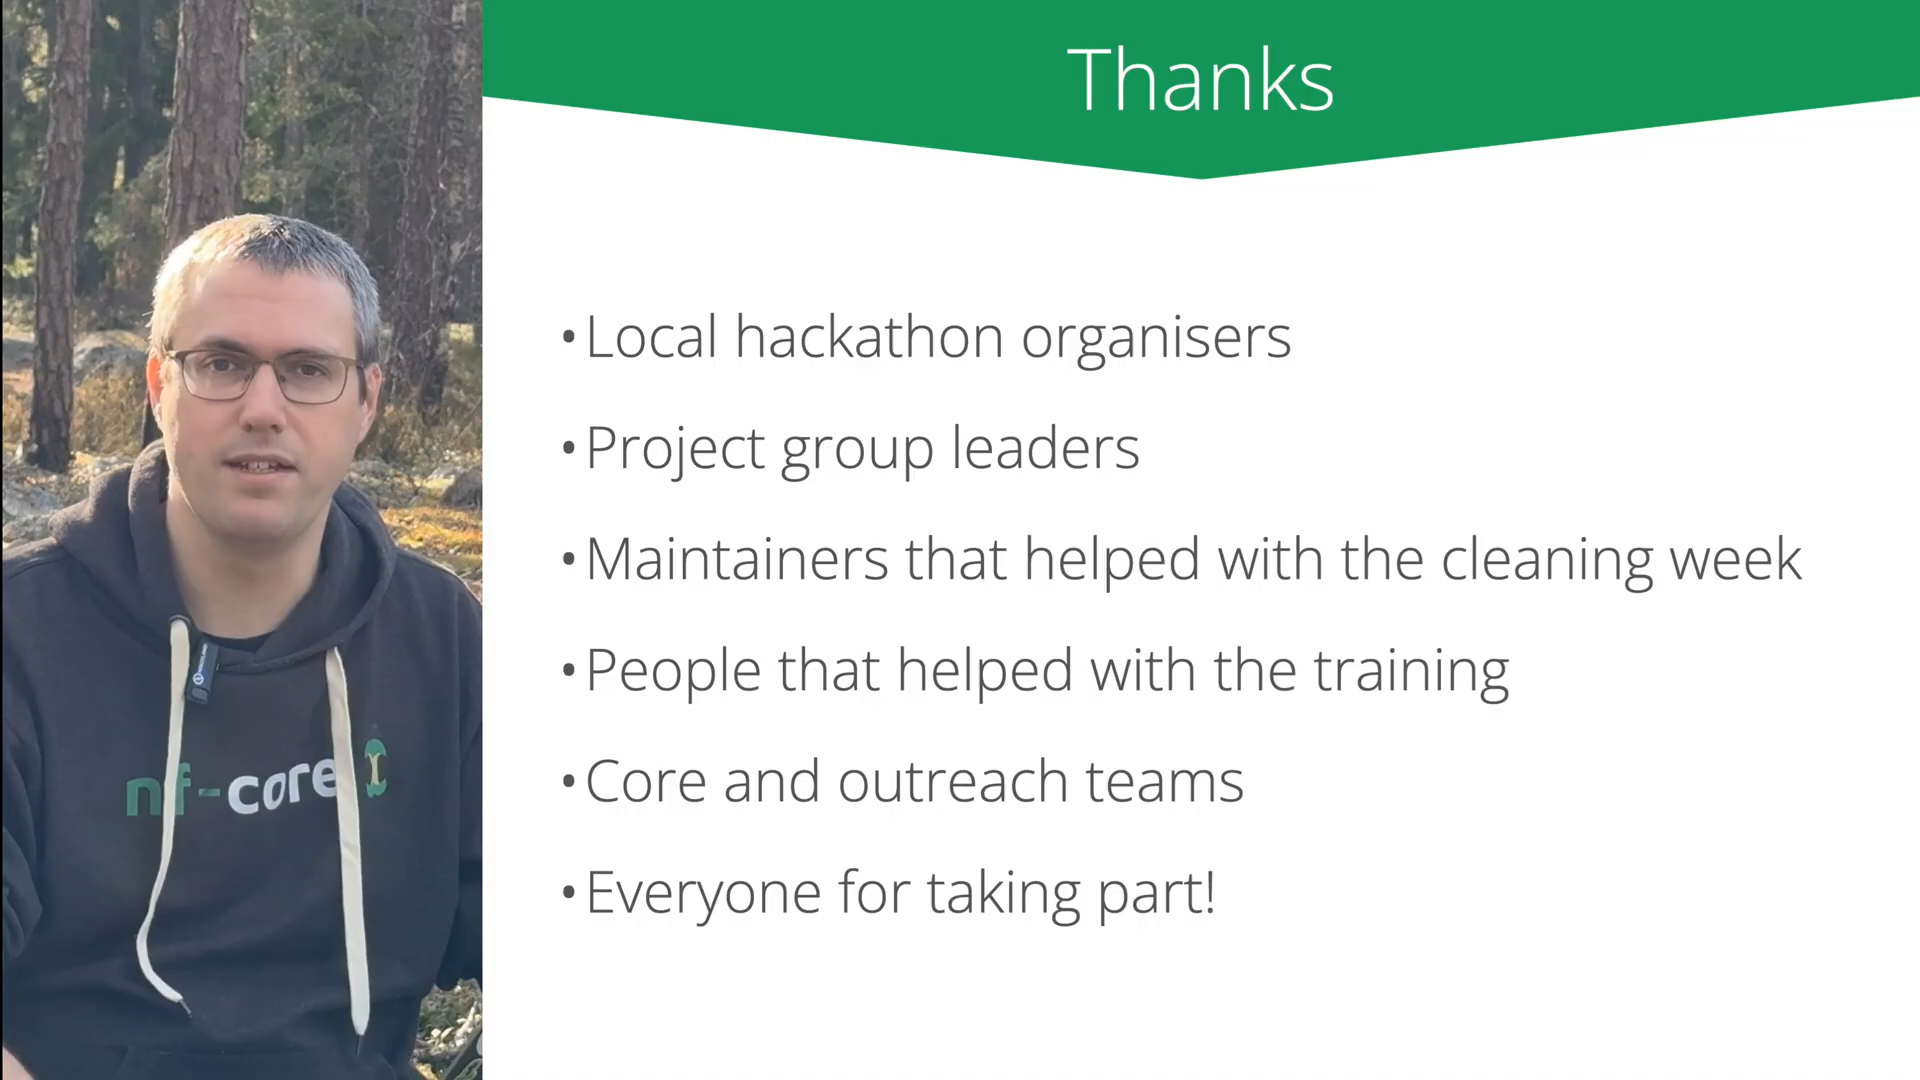 Thanks
•Local hackathon organisers
•Project group leaders
•Maintainers that helped with the cleaning week
•People that helped with the training
•Core and outreach teams
•Everyone for taking part!
nf-core